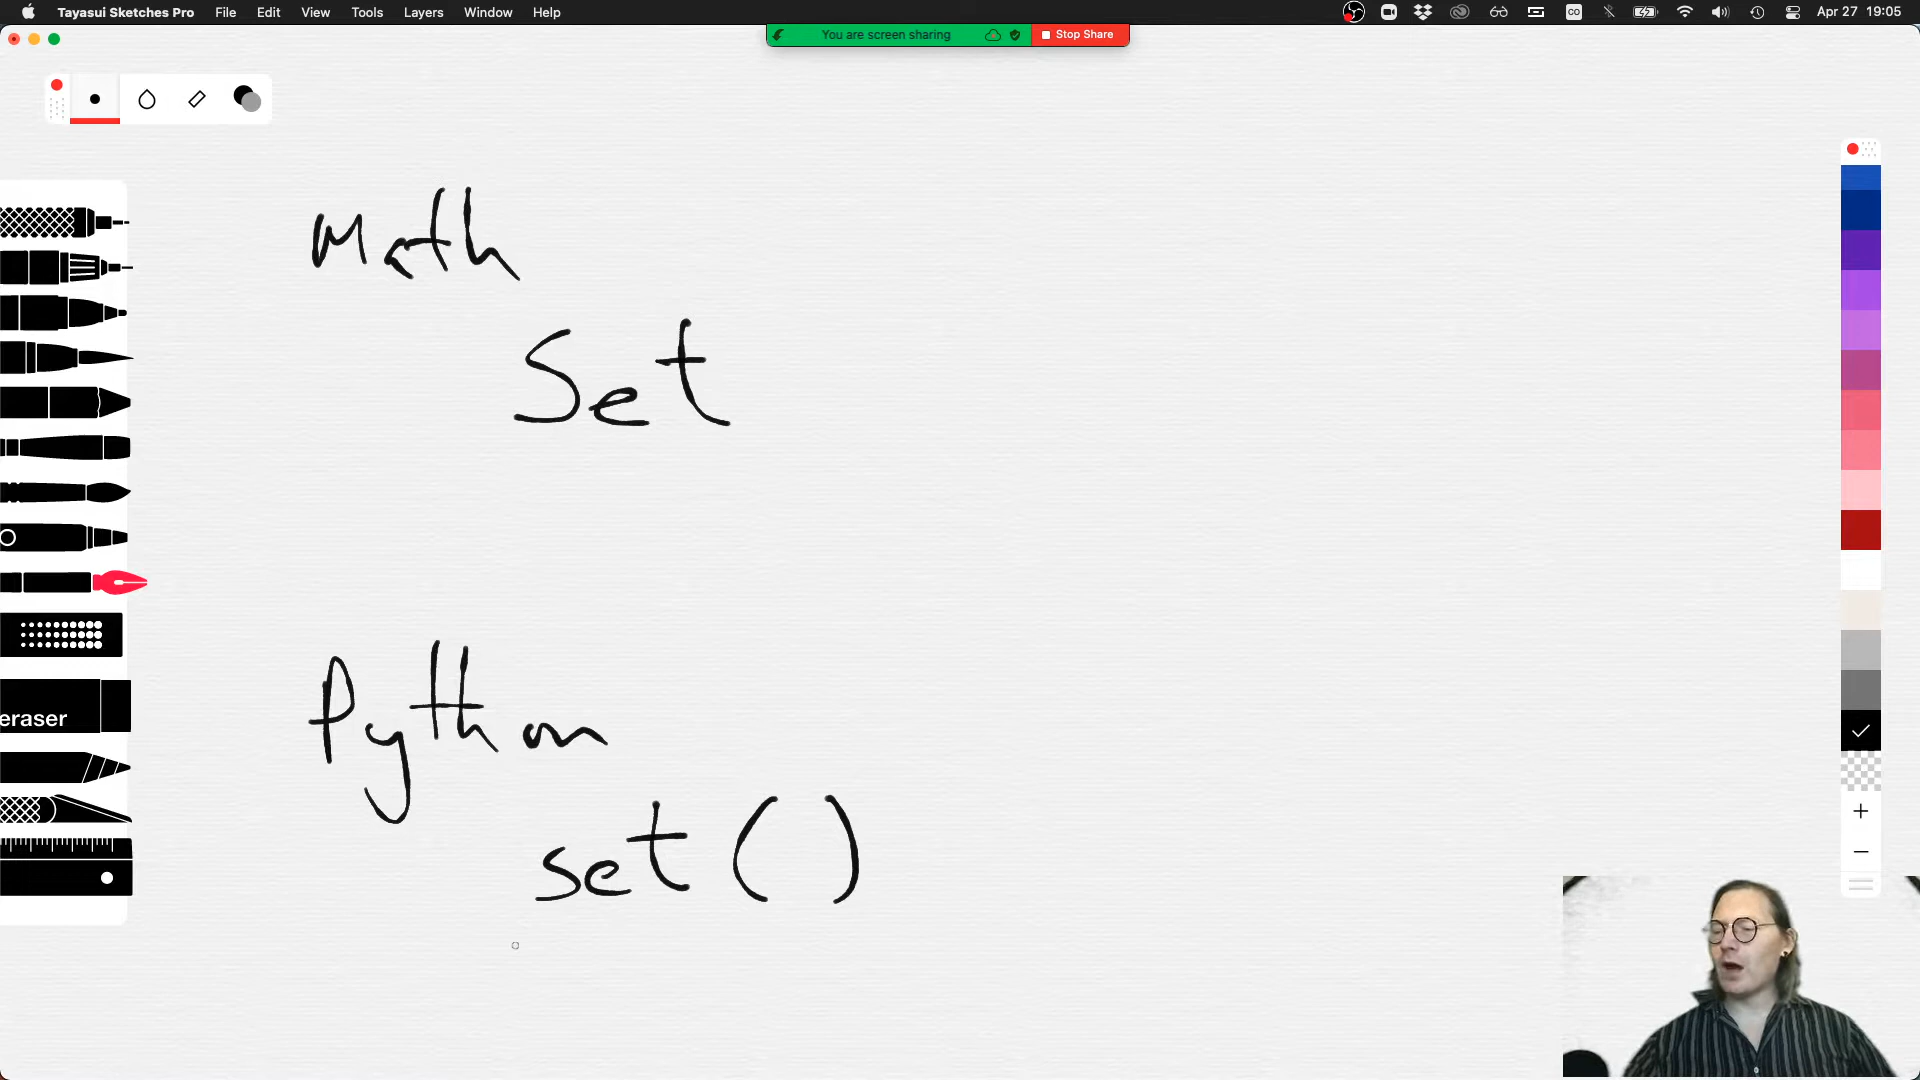 Tayasui Sketches Pro File Edit View Tools Layers Window Help Apr 27 19:05
You are screen sharing Stop Share
Math
Set
Python
set ( )
eraser